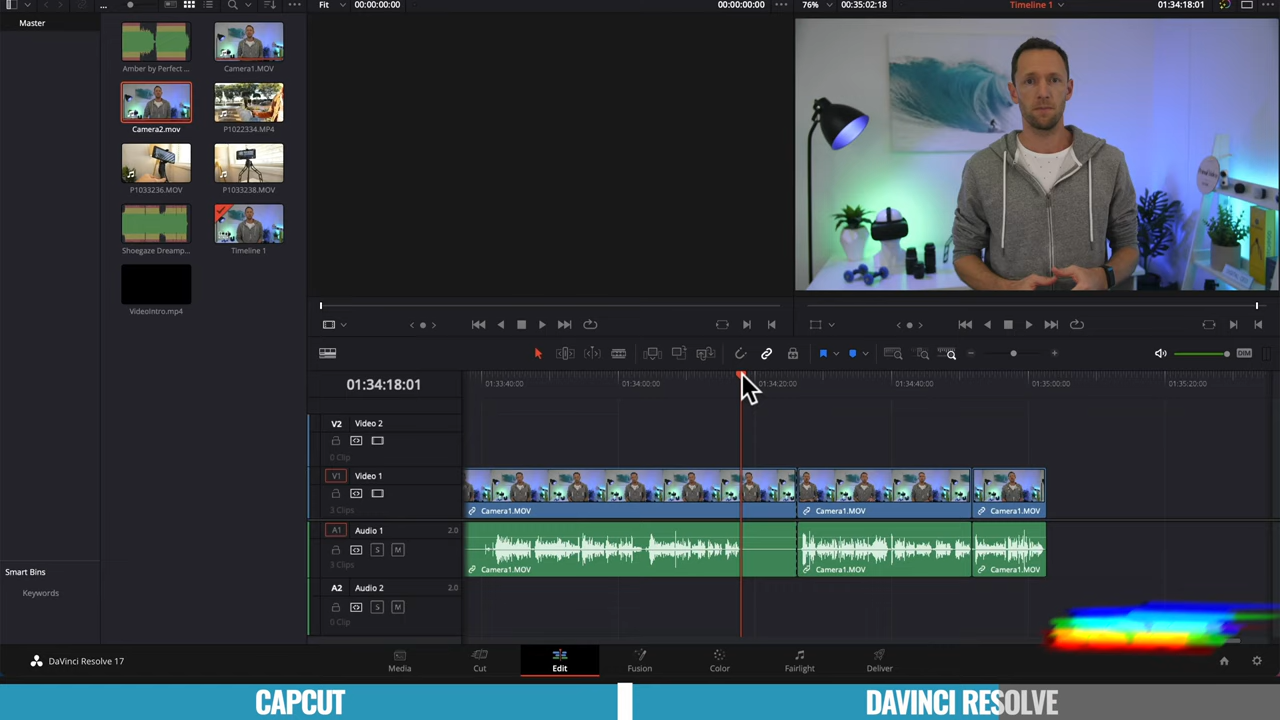 Fit
00:00:00:00
00:00:00:00
76%
00:35:02:18
Timeline 1
01:34:18:01
Master
Amber by Perfect ...
Camera1.MOV
Camera2.mov
P1022334.MP4
P1033236.MOV
P1033238.MOV
Shoegaze Dreamp...
Timeline 1
VideoIntro.mp4
DIM
01:34:18:01
01:33:40:00
01:34:00:00
01:34:20:00
01:34:40:00
01:35:00:00
01:35:20:00
V2 Video 2
0 Clip
V1 Video 1
3 Clips
Camera1.MOV
Camera1.MOV
Camera1.MOV
A1 Audio 1 2.0
S M
3 Clips
Camera1.MOV
Camera1.MOV
Camera1.MOV
A2 Audio 2 2.0
S M
0 Clip
Smart Bins
Keywords
DaVinci Resolve 17
Media
Cut
Edit
Fusion
Color
Fairlight
Deliver
CAPCUT
DAVINCI RESOLVE